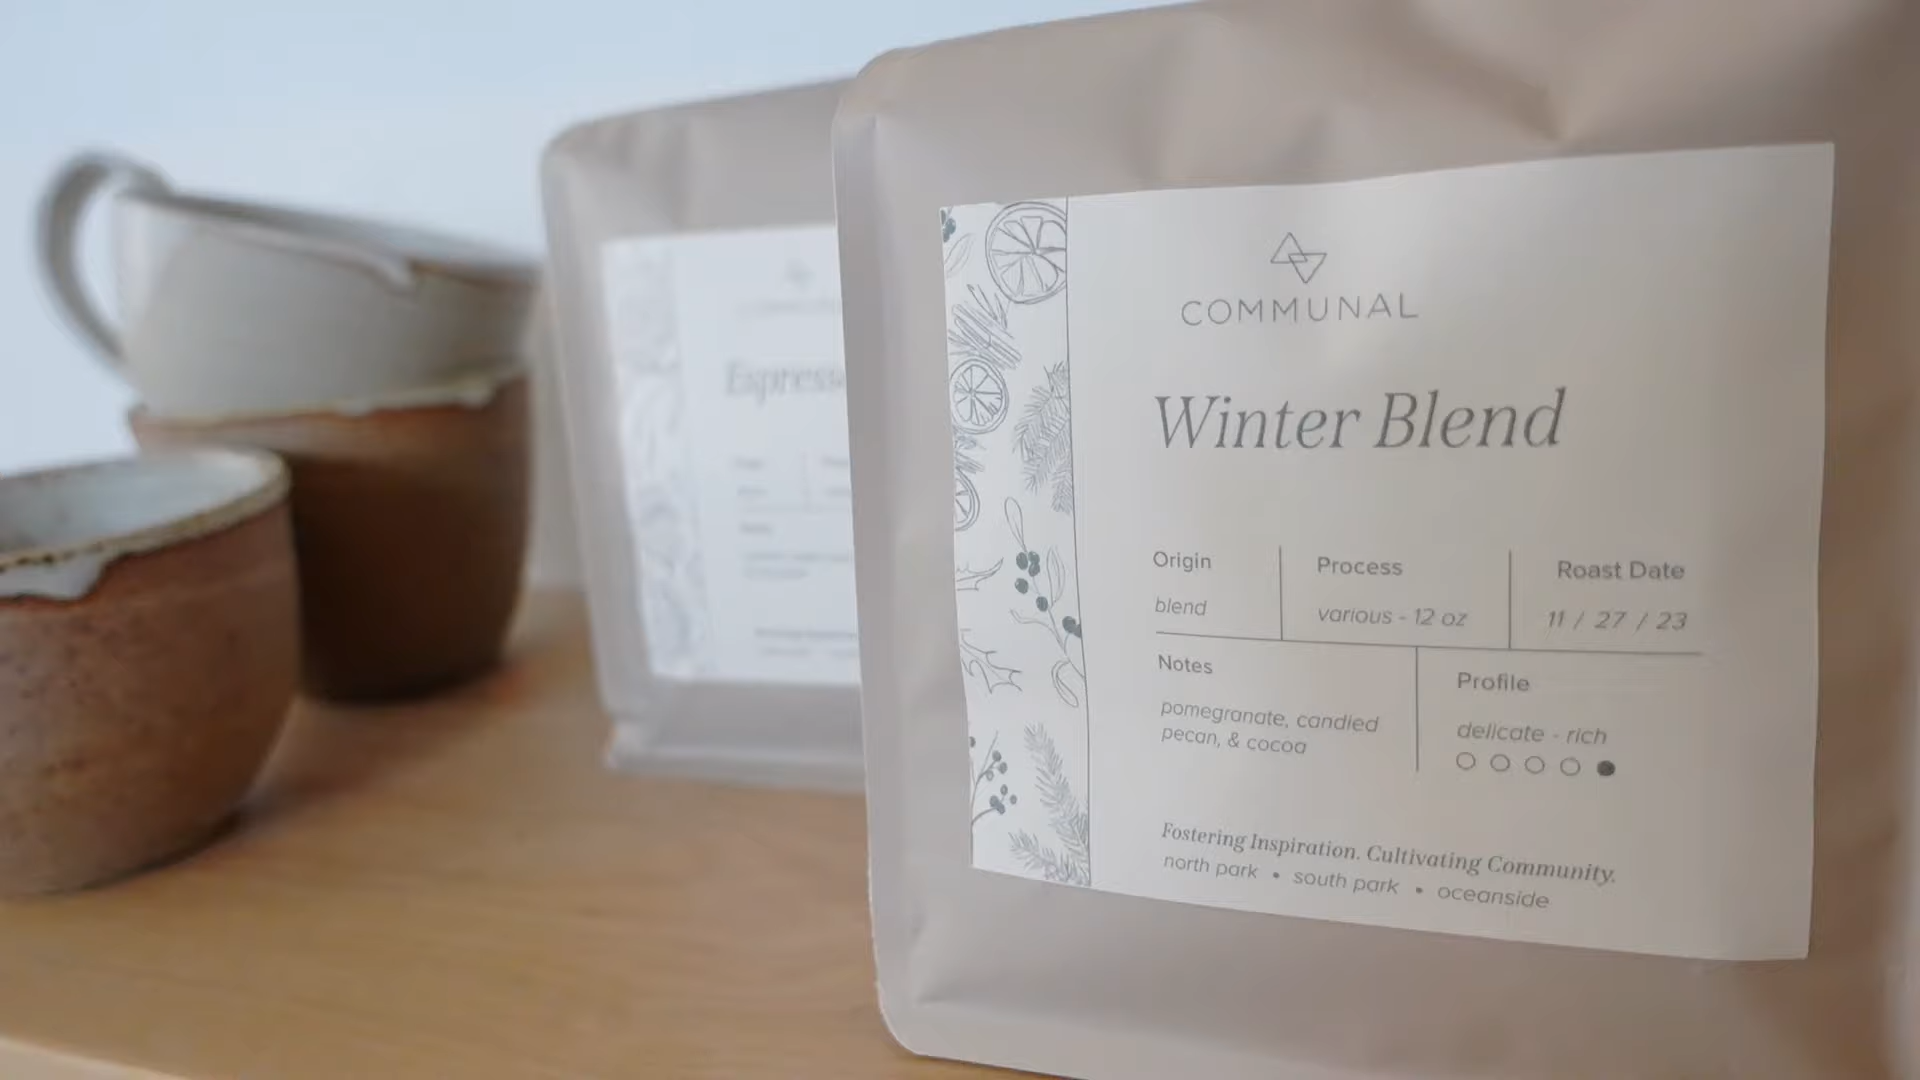 COMMUNAL
Winter Blend
Origin
blend
Process
various - 12 oz
Roast Date
11 / 27 / 23
Notes
pomegranate, candied
pecan, & cocoa
Profile
delicate - rich
Fostering Inspiration. Cultivating Community.
north park • south park • oceanside
Espresso